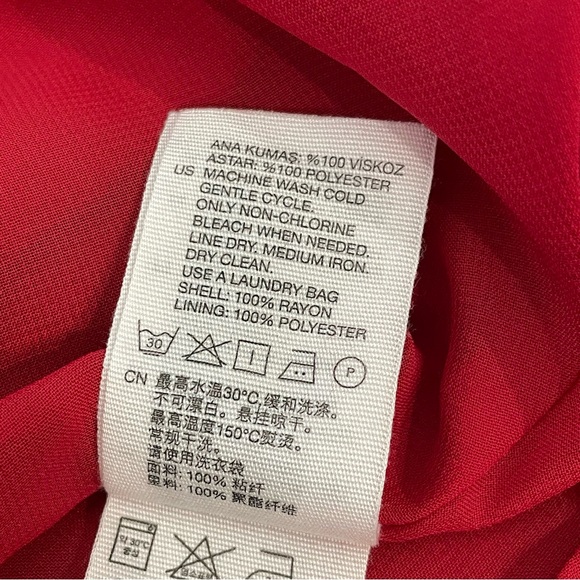 ANA KUMAŞ: %100 VİSKOZ
ASTAR: %100 POLYESTER
US MACHINE WASH COLD
GENTLE CYCLE.
ONLY NON-CHLORINE
BLEACH WHEN NEEDED.
LINE DRY. MEDIUM IRON.
DRY CLEAN.
USE A LAUNDRY BAG
SHELL: 100% RAYON
LINING: 100% POLYESTER
30 P
CN 最高水温30°C,缓和洗涤.
不可漂白。悬挂晾干.
最高温度150°C熨烫。
常规干洗.
请使用洗衣袋
面料: 100% 粘纤
里料: 100% 聚酯纤维